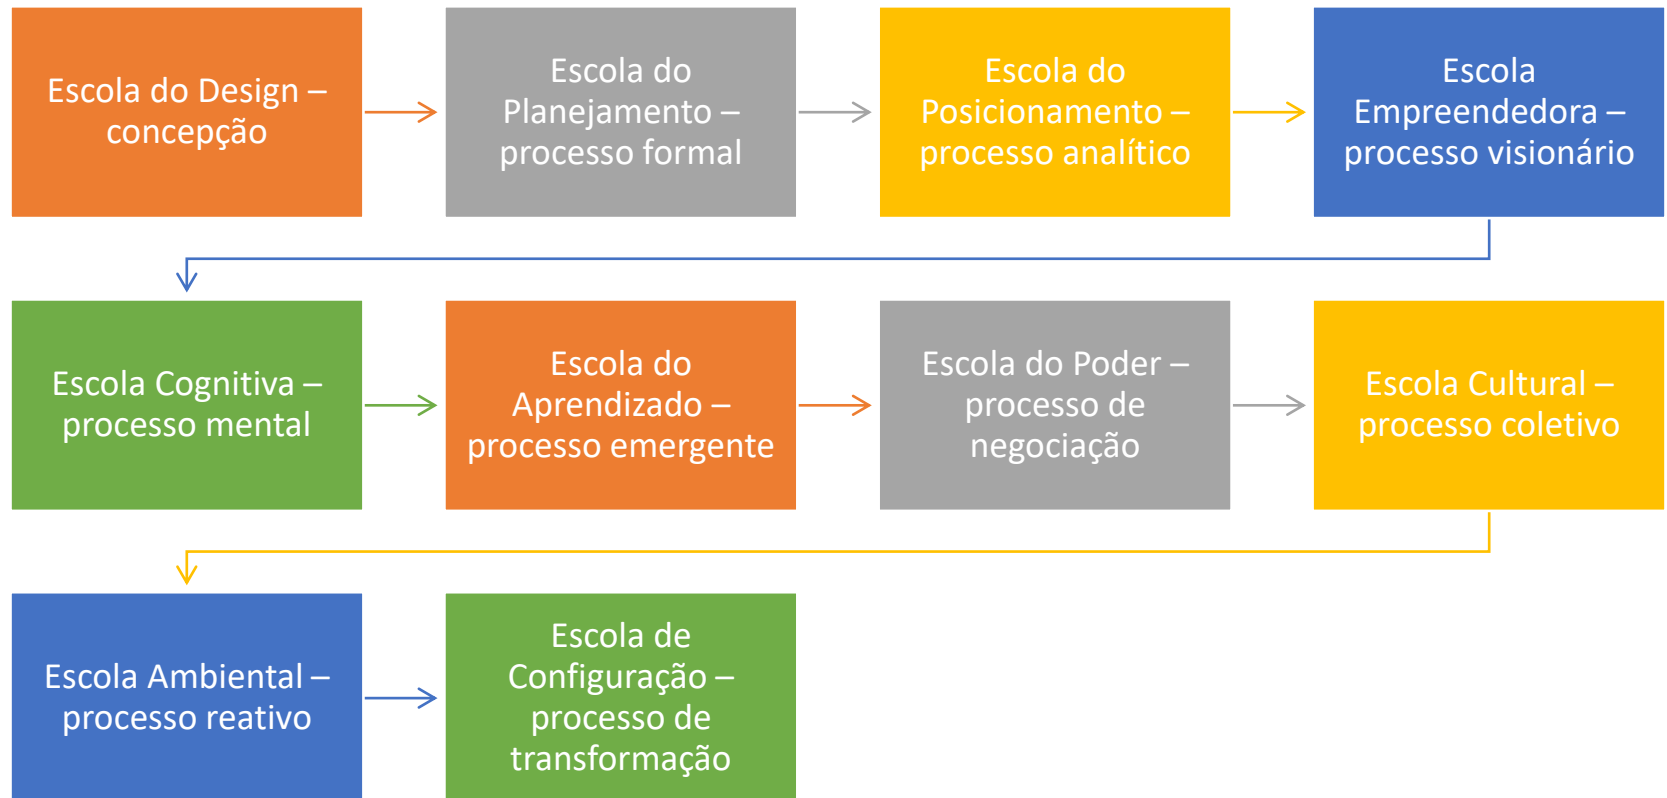 Escola do Design –
concepção
Escola do
Planejamento –
processo formal
Escola do
Posicionamento –
processo analítico
Escola
Empreendedora –
processo visionário
Escola Cognitiva –
processo mental
Escola do
Aprendizado –
processo emergente
Escola do Poder –
processo de
negociação
Escola Cultural –
processo coletivo
Escola Ambiental –
processo reativo
Escola de
Configuração –
processo de
transformação